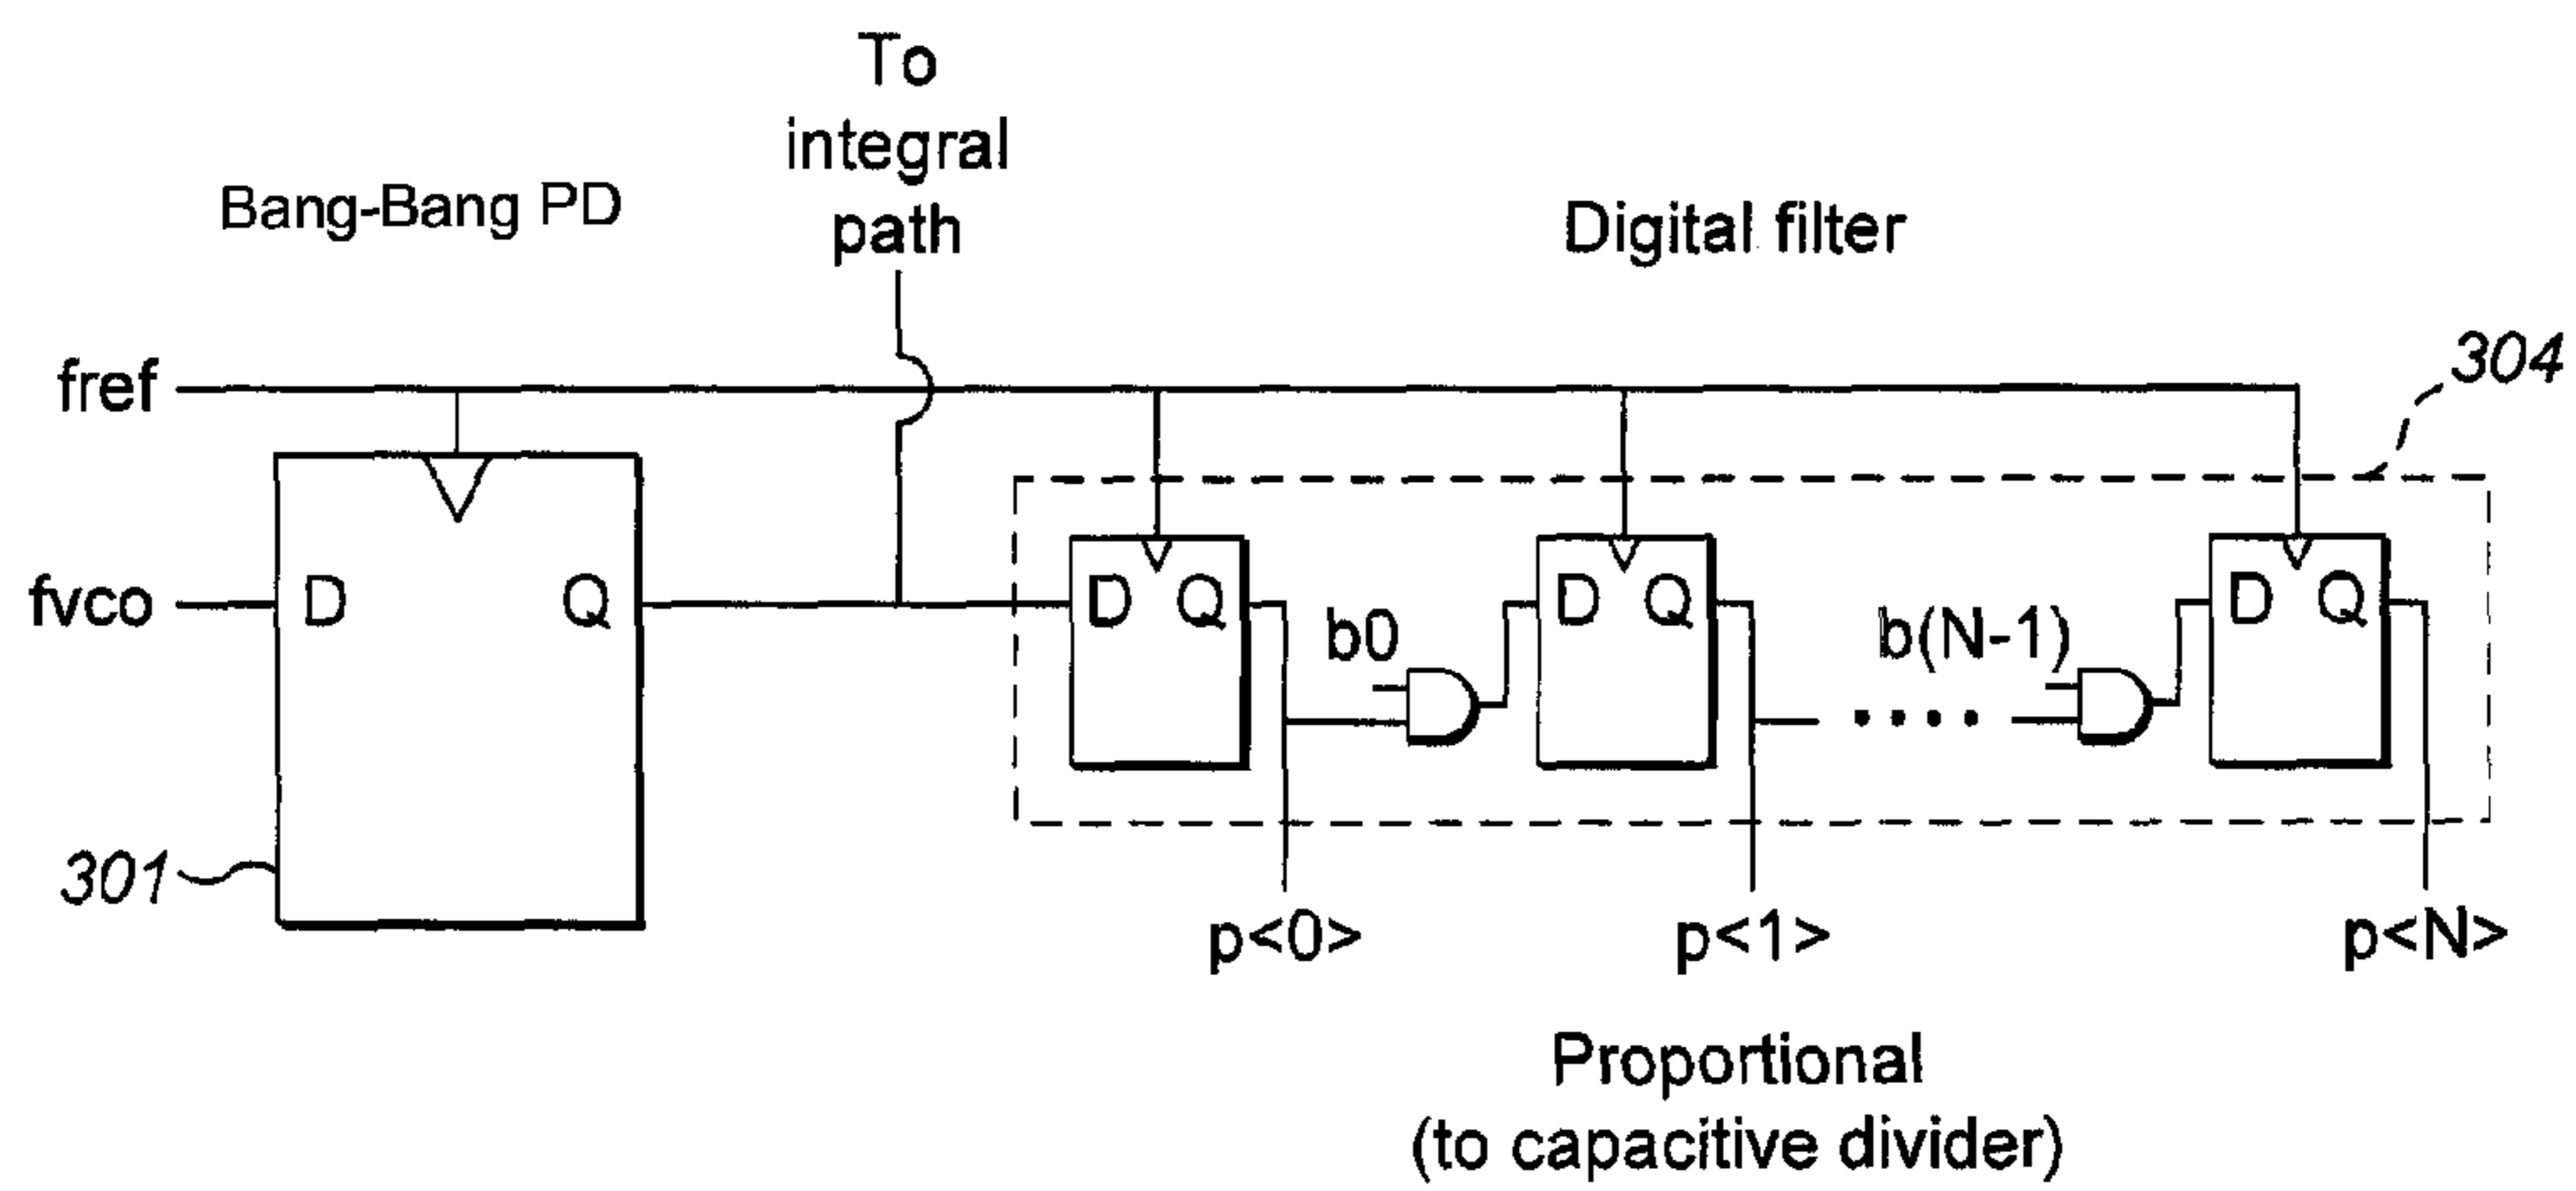 To
integral
path
Bang-Bang PD
Digital filter
fref
304
fvco
D
Q
D
Q
b0
D
Q
b(N-1)
D
Q
301
p<0>
p<1>
p<N>
Proportional
(to capacitive divider)